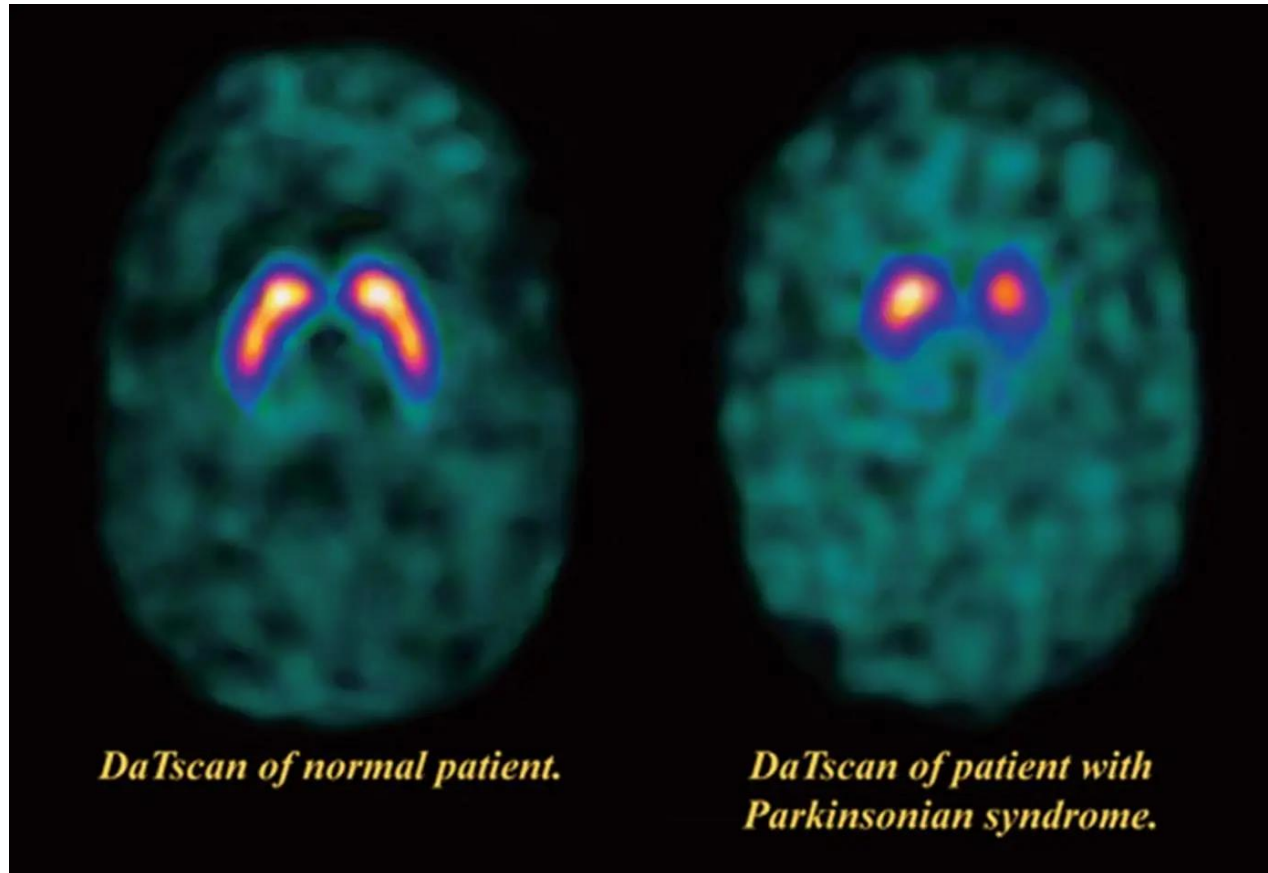 DaTscan of normal patient.
DaTscan of patient with
Parkinsonian syndrome.